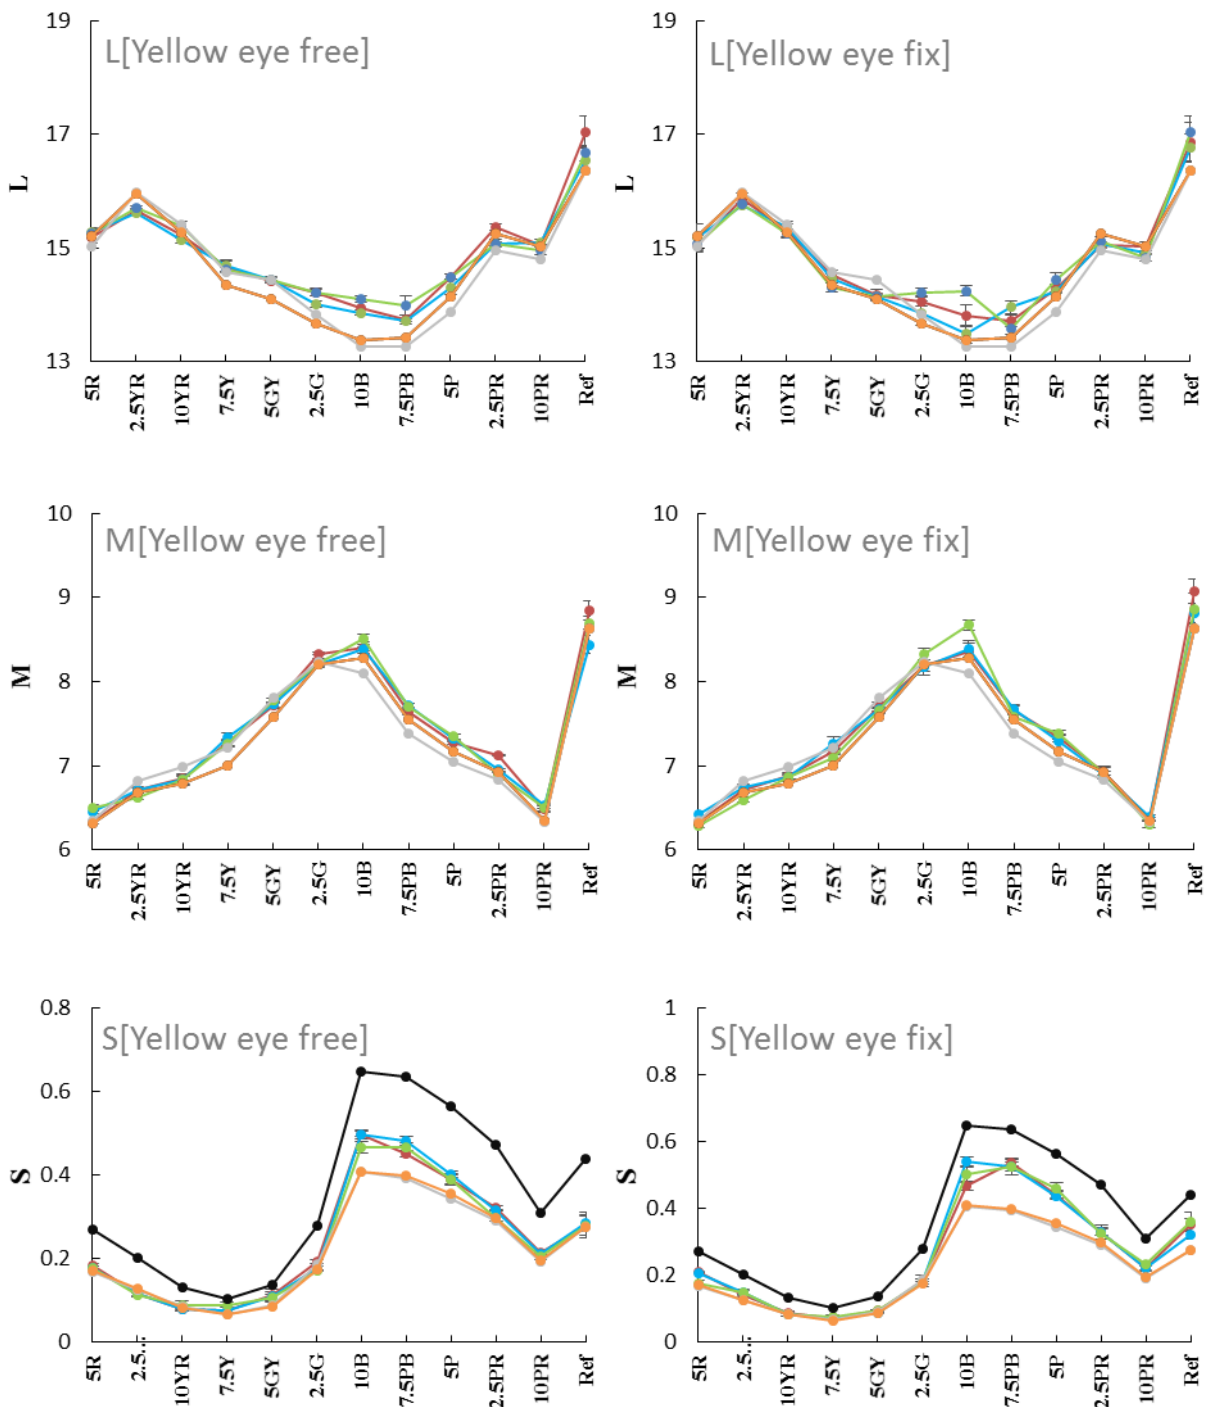 L[Yellow eye free]
19
17
15
13
L
5R 2.5YR 10YR 7.5Y 5GY 2.5G 10B 7.5PB 5P 2.5PR 10PR Ref
L[Yellow eye fix]
19
17
15
13
L
5R 2.5YR 10YR 7.5Y 5GY 2.5G 10B 7.5PB 5P 2.5PR 10PR Ref
M[Yellow eye free]
10
9
8
7
6
M
5R 2.5YR 10YR 7.5Y 5GY 2.5G 10B 7.5PB 5P 2.5PR 10PR Ref
M[Yellow eye fix]
10
9
8
7
6
M
5R 2.5YR 10YR 7.5Y 5GY 2.5G 10B 7.5PB 5P 2.5PR 10PR Ref
S[Yellow eye free]
0.8
0.6
0.4
0.2
0
S
5R 2.5... 10YR 7.5Y 5GY 2.5G 10B 7.5PB 5P 2.5PR 10PR Ref
S[Yellow eye fix]
1
0.8
0.6
0.4
0.2
0
S
5R 2.5... 10YR 7.5Y 5GY 2.5G 10B 7.5PB 5P 2.5PR 10PR Ref